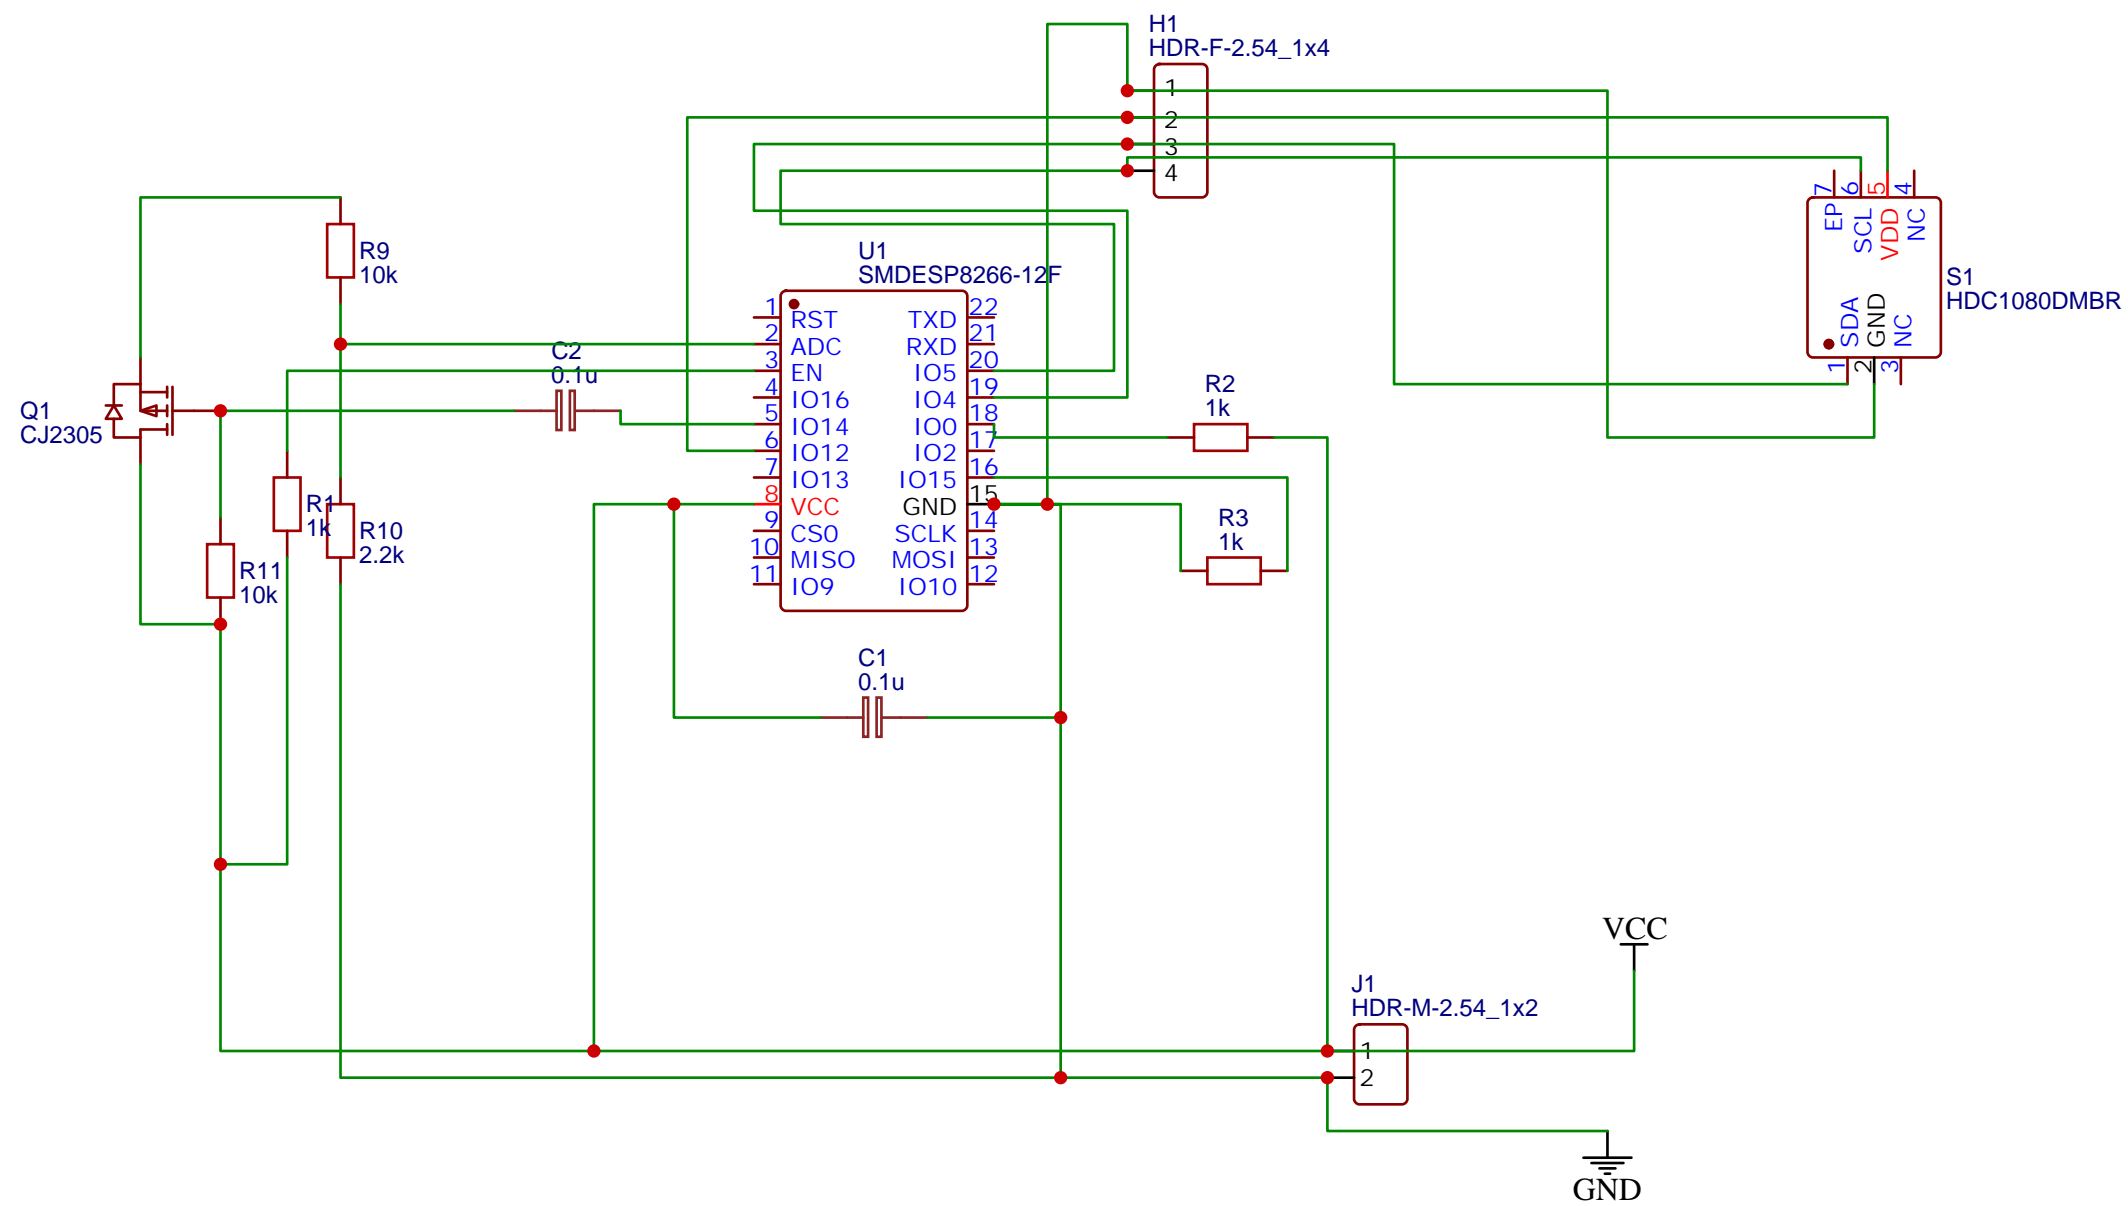 H1
HDR-F-2.54_1x4
1
2
3
4
7
6
5
4
EP
SCL
VDD
NC
S1
HDC1080DMBR
SDA
GND
NC
1
2
3
R9
10k
U1
SMDESP8266-12F
1
RST
2
ADC
3
EN
4
IO16
5
IO14
6
IO12
7
IO13
8
VCC
9
CS0
10
MISO
11
IO9
22
TXD
21
RXD
20
IO5
19
IO4
18
IO0
17
IO2
16
IO15
15
GND
14
SCLK
13
MOSI
12
IO10
C2
0.1u
Q1
CJ2305
R2
1k
R1
1k
R10
2.2k
R11
10k
R3
1k
C1
0.1u
VCC
J1
HDR-M-2.54_1x2
1
2
GND